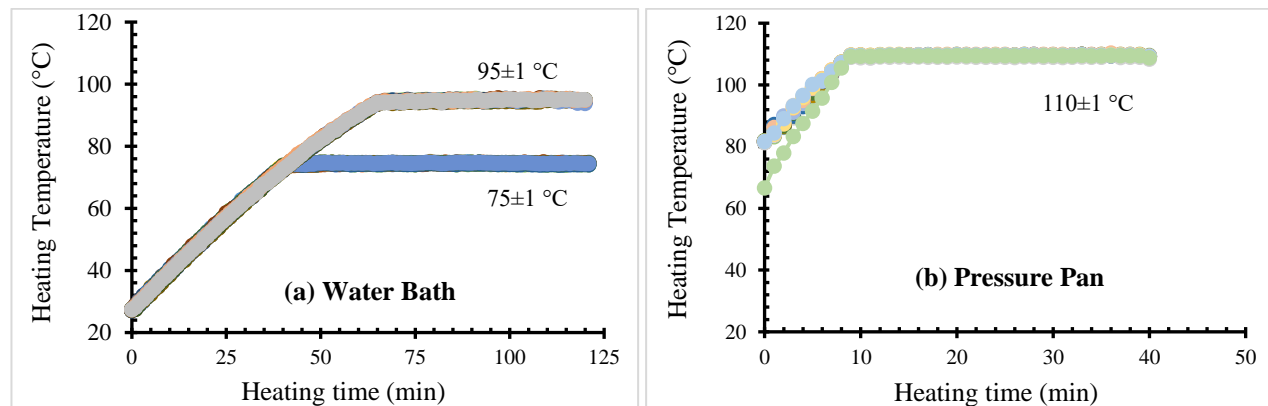 120
100
80
60
40
20
Heating Temperature (°C)
95±1 °C
75±1 °C
(a) Water Bath
0
25
50
75
100
125
Heating time (min)
120
100
80
60
40
20
Heating Temperature (°C)
110±1 °C
(b) Pressure Pan
0
10
20
30
40
50
Heating time (min)